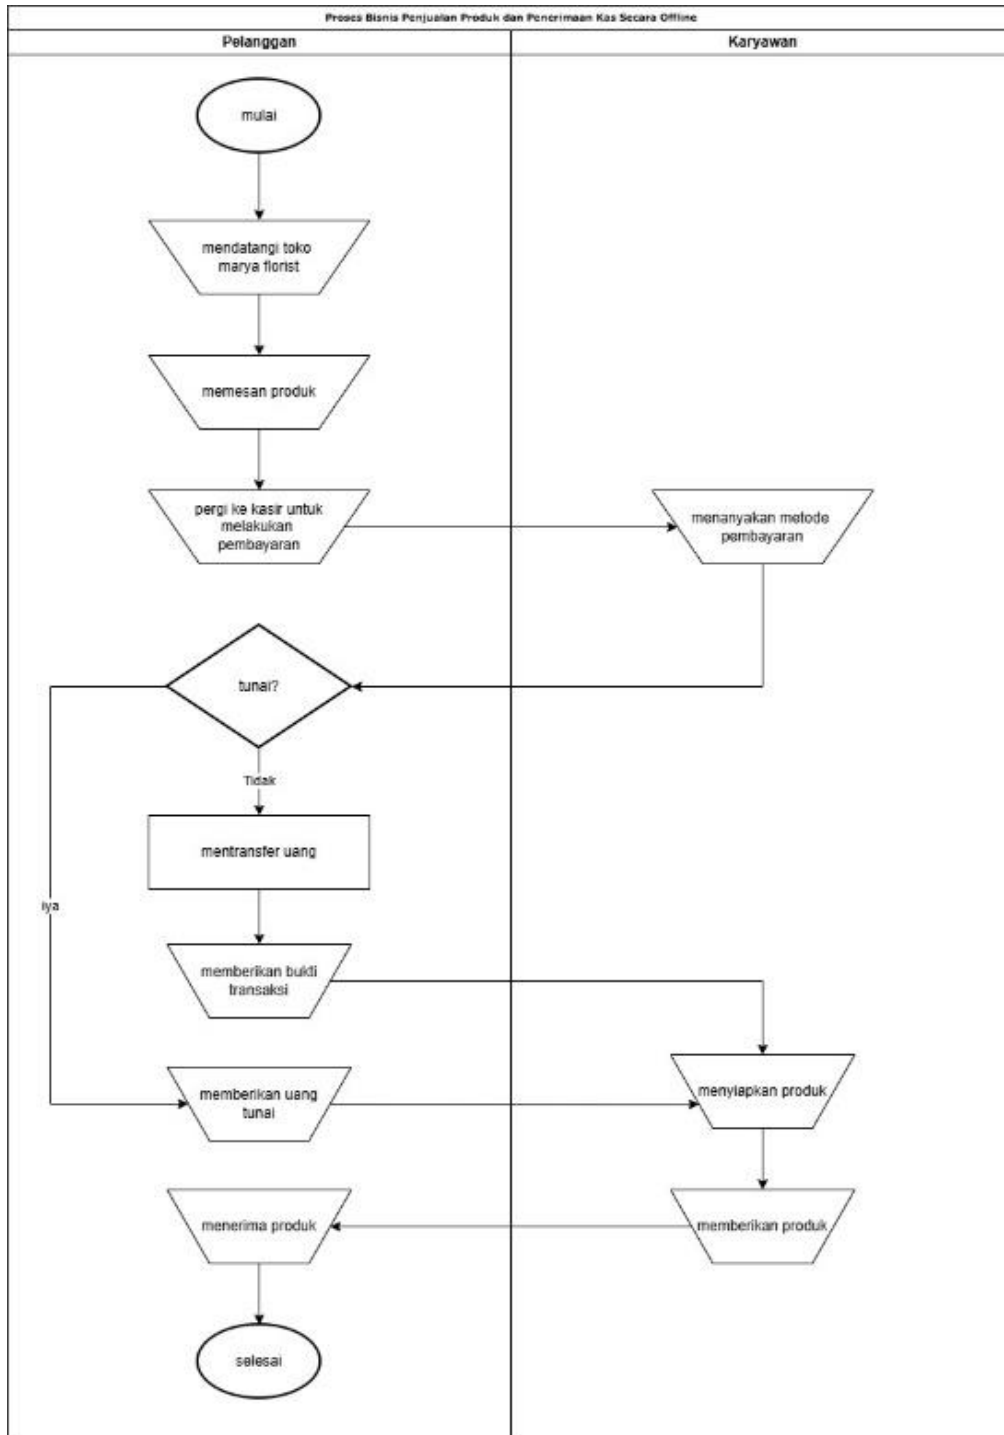 Proses Bisnis Penjualan Produk dan Penerimaan Kas Secara Offline
Pelanggan
Karyawan
mulai
mendatangi toko
marya florist
memesan produk
pergi ke kasir untuk
melakukan
pembayaran
menanyakan metode
pembayaran
tunai?
Tidak
mentransfer uang
iya
memberikan bukti
transaksi
menyiapkan produk
memberikan uang
tunai
menerima produk
memberikan produk
selesai